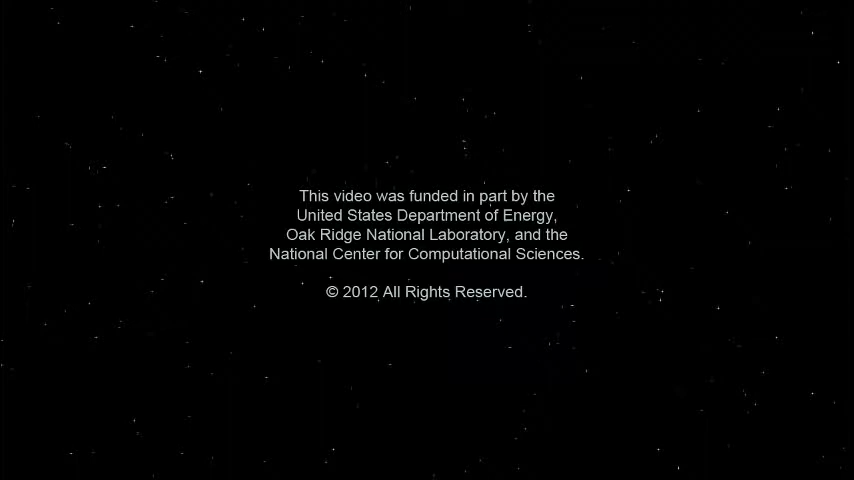 This video was funded in part by the
United States Department of Energy,
Oak Ridge National Laboratory, and the
National Center for Computational Sciences.
© 2012 All Rights Reserved.